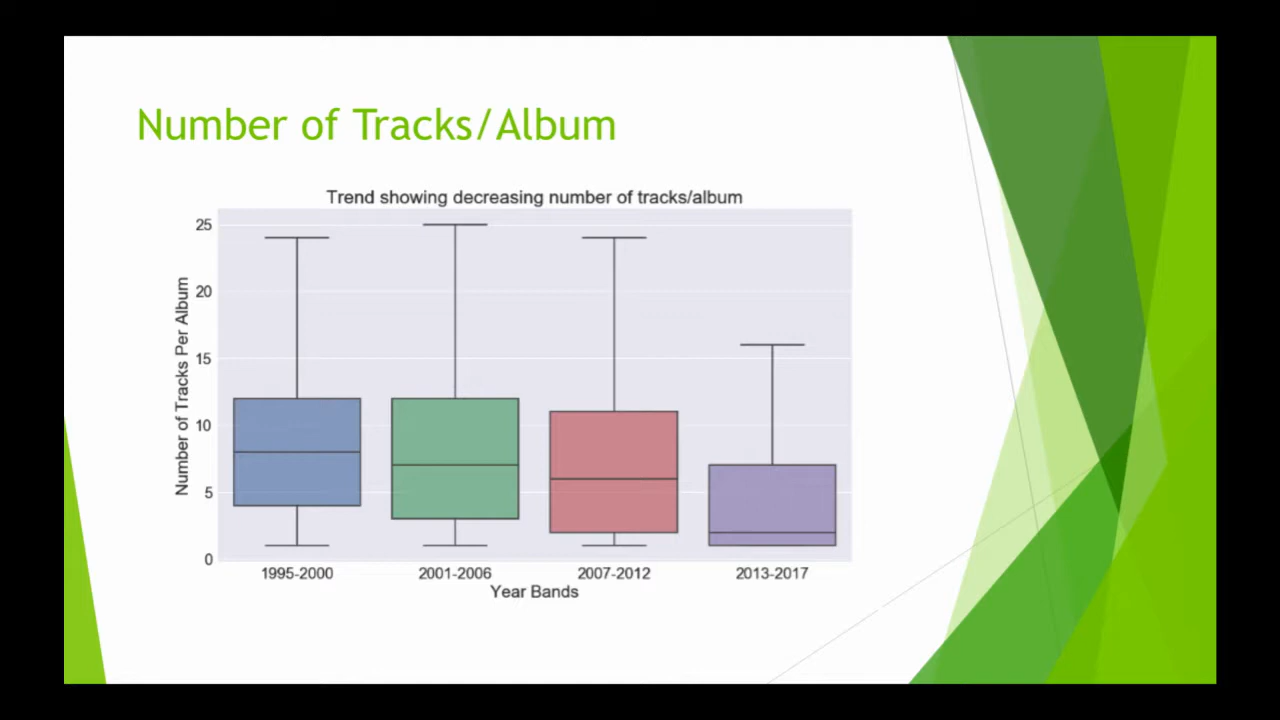 Number of Tracks/Album
Trend showing decreasing number of tracks/album
25
20
15
10
5
0
Number of Tracks Per Album
1995-2000 2001-2006 2007-2012 2013-2017
Year Bands